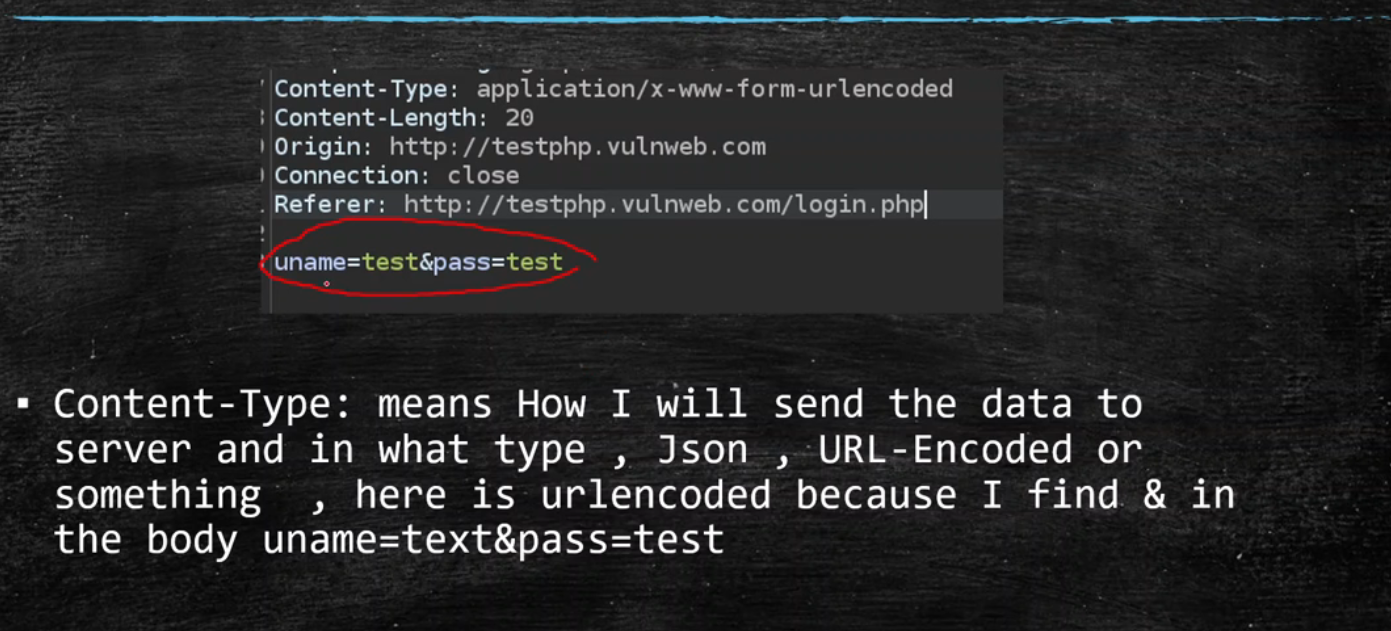 Content-Type: application/x-www-form-urlencoded
Content-Length: 20
Origin: http://testphp.vulnweb.com
Connection: close
Referer: http://testphp.vulnweb.com/login.php
uname=test&pass=test
▪ Content-Type: means How I will send the data to
server and in what type , Json , URL-Encoded or
something  , here is urlencoded because I find & in
the body uname=text&pass=test